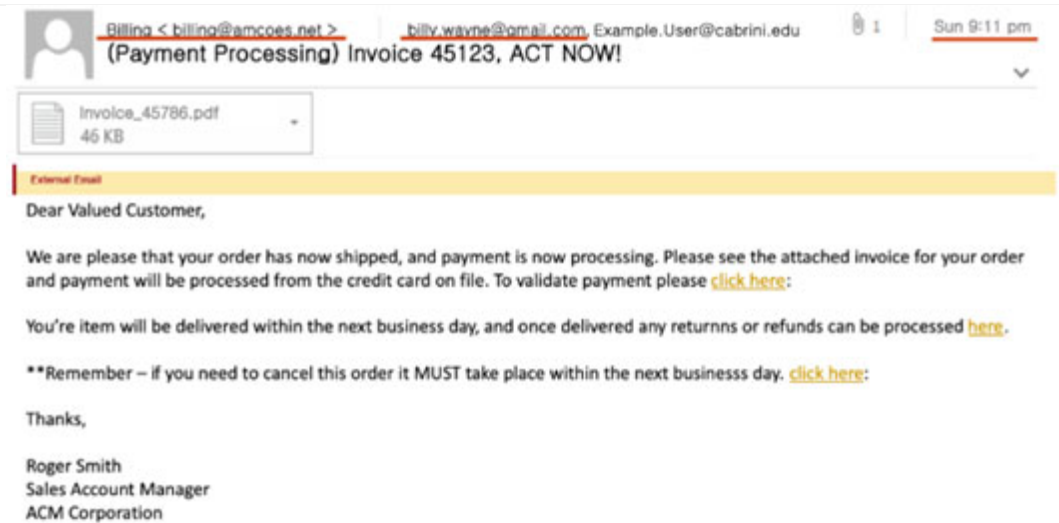 Billing < billing@amcoes.net > billy.wayne@gmail.com, Example.User@cabrini.edu 1 Sun 9:11 pm
(Payment Processing) Invoice 45123, ACT NOW!
Invoice_45786.pdf
46 KB
External Email
Dear Valued Customer,
We are please that your order has now shipped, and payment is now processing. Please see the attached invoice for your order
and payment will be processed from the credit card on file. To validate payment please click here:
You're item will be delivered within the next business day, and once delivered any returnns or refunds can be processed here.
**Remember – if you need to cancel this order it MUST take place within the next businesss day. click here:
Thanks,
Roger Smith
Sales Account Manager
ACM Corporation